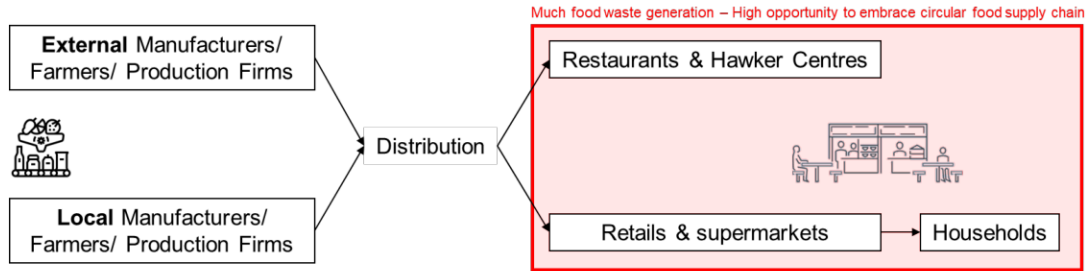 Much food waste generation – High opportunity to embrace circular food supply chain
External Manufacturers/
Farmers/ Production Firms
Restaurants & Hawker Centres
Distribution
Local Manufacturers/
Farmers/ Production Firms
Retails & supermarkets
Households